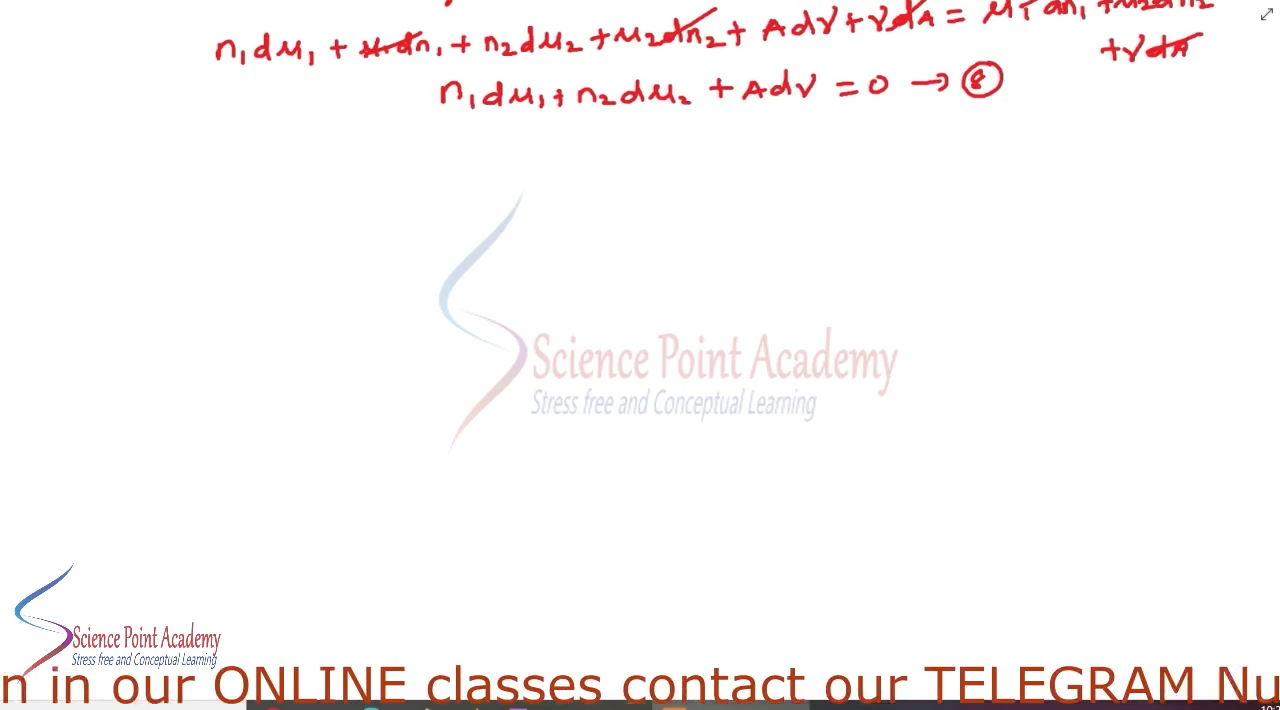 n₁dμ₁ + μ₁dn₁ + n₂dμ₂ + μ₂dn₂ + Adγ + γdA = μ₁dn₁ + μ₂dn₂
+ γdA
n₁dμ₁ + n₂dμ₂ + Adγ = 0 → ⑧
Science Point Academy
Stress free and Conceptual Learning
Science Point Academy
Stress free and Conceptual Learning
n in our ONLINE classes contact our TELEGRAM Nu